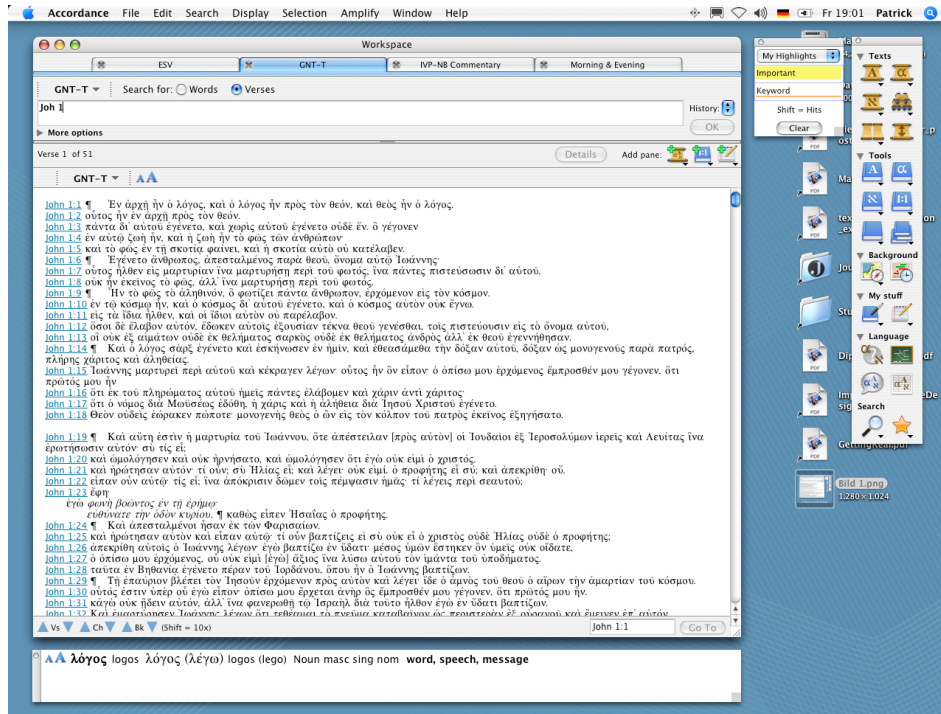 Accordance File Edit Search Display Selection Amplify Window Help Fr 19:01 Patrick
Workspace
ESV GNT-T IVP-NB Commentary Morning & Evening
GNT-T Search for: Words Verses
Joh 1
History:
OK
More options
Verse 1 of 51 Details Add pane:
GNT-T AA
John 1:1 ¶ Ἐν ἀρχῇ ἦν ὁ λόγος, καὶ ὁ λόγος ἦν πρὸς τὸν θεόν, καὶ θεὸς ἦν ὁ λόγος.
John 1:2 οὗτος ἦν ἐν ἀρχῇ πρὸς τὸν θεόν.
John 1:3 πάντα δι᾽ αὐτοῦ ἐγένετο, καὶ χωρὶς αὐτοῦ ἐγένετο οὐδὲ ἕν. ὃ γέγονεν
John 1:4 ἐν αὐτῷ ζωὴ ἦν, καὶ ἡ ζωὴ ἦν τὸ φῶς τῶν ἀνθρώπων·
John 1:5 καὶ τὸ φῶς ἐν τῇ σκοτίᾳ φαίνει, καὶ ἡ σκοτία αὐτὸ οὐ κατέλαβεν.
John 1:6 ¶ Ἐγένετο ἄνθρωπος, ἀπεσταλμένος παρὰ θεοῦ, ὄνομα αὐτῷ Ἰωάννης·
John 1:7 οὗτος ἦλθεν εἰς μαρτυρίαν ἵνα μαρτυρήσῃ περὶ τοῦ φωτός, ἵνα πάντες πιστεύσωσιν δι᾽ αὐτοῦ.
John 1:8 οὐκ ἦν ἐκεῖνος τὸ φῶς, ἀλλ᾽ ἵνα μαρτυρήσῃ περὶ τοῦ φωτός.
John 1:9 ¶ Ἦν τὸ φῶς τὸ ἀληθινόν, ὃ φωτίζει πάντα ἄνθρωπον, ἐρχόμενον εἰς τὸν κόσμον.
John 1:10 ἐν τῷ κόσμῳ ἦν, καὶ ὁ κόσμος δι᾽ αὐτοῦ ἐγένετο, καὶ ὁ κόσμος αὐτὸν οὐκ ἔγνω.
John 1:11 εἰς τὰ ἴδια ἦλθεν, καὶ οἱ ἴδιοι αὐτὸν οὐ παρέλαβον.
John 1:12 ὅσοι δὲ ἔλαβον αὐτόν, ἔδωκεν αὐτοῖς ἐξουσίαν τέκνα θεοῦ γενέσθαι, τοῖς πιστεύουσιν εἰς τὸ ὄνομα αὐτοῦ,
John 1:13 οἳ οὐκ ἐξ αἱμάτων οὐδὲ ἐκ θελήματος σαρκὸς οὐδὲ ἐκ θελήματος ἀνδρὸς ἀλλ᾽ ἐκ θεοῦ ἐγεννήθησαν.
John 1:14 ¶ Καὶ ὁ λόγος σὰρξ ἐγένετο καὶ ἐσκήνωσεν ἐν ἡμῖν, καὶ ἐθεασάμεθα τὴν δόξαν αὐτοῦ, δόξαν ὡς μονογενοῦς παρὰ πατρός,
πλήρης χάριτος καὶ ἀληθείας.
John 1:15 Ἰωάννης μαρτυρεῖ περὶ αὐτοῦ καὶ κέκραγεν λέγων· οὗτος ἦν ὃν εἶπον· ὁ ὀπίσω μου ἐρχόμενος ἔμπροσθέν μου γέγονεν, ὅτι
πρῶτός μου ἦν
John 1:16 ὅτι ἐκ τοῦ πληρώματος αὐτοῦ ἡμεῖς πάντες ἐλάβομεν καὶ χάριν ἀντὶ χάριτος·
John 1:17 ὅτι ὁ νόμος διὰ Μωϋσέως ἐδόθη, ἡ χάρις καὶ ἡ ἀλήθεια διὰ Ἰησοῦ Χριστοῦ ἐγένετο.
John 1:18 Θεὸν οὐδεὶς ἑώρακεν πώποτε· μονογενὴς θεὸς ὁ ὢν εἰς τὸν κόλπον τοῦ πατρὸς ἐκεῖνος ἐξηγήσατο.
John 1:19 ¶ Καὶ αὕτη ἐστὶν ἡ μαρτυρία τοῦ Ἰωάννου, ὅτε ἀπέστειλαν [πρὸς αὐτὸν] οἱ Ἰουδαῖοι ἐξ Ἱεροσολύμων ἱερεῖς καὶ Λευίτας ἵνα
ἐρωτήσωσιν αὐτόν· σὺ τίς εἶ;
John 1:20 καὶ ὡμολόγησεν καὶ οὐκ ἠρνήσατο, καὶ ὡμολόγησεν ὅτι ἐγὼ οὐκ εἰμὶ ὁ χριστός.
John 1:21 καὶ ἠρώτησαν αὐτόν· τί οὖν; σὺ Ἠλίας εἶ; καὶ λέγει· οὐκ εἰμί. ὁ προφήτης εἶ σύ; καὶ ἀπεκρίθη· οὔ.
John 1:22 εἶπαν οὖν αὐτῷ· τίς εἶ; ἵνα ἀπόκρισιν δῶμεν τοῖς πέμψασιν ἡμᾶς· τί λέγεις περὶ σεαυτοῦ;
John 1:23 ἔφη·
ἐγὼ φωνὴ βοῶντος ἐν τῇ ἐρήμῳ·
εὐθύνατε τὴν ὁδὸν κυρίου, ¶ καθὼς εἶπεν Ἠσαΐας ὁ προφήτης.
John 1:24 ¶ Καὶ ἀπεσταλμένοι ἦσαν ἐκ τῶν Φαρισαίων.
John 1:25 καὶ ἠρώτησαν αὐτὸν καὶ εἶπαν αὐτῷ· τί οὖν βαπτίζεις εἰ σὺ οὐκ εἶ ὁ χριστὸς οὐδὲ Ἠλίας οὐδὲ ὁ προφήτης;
John 1:26 ἀπεκρίθη αὐτοῖς ὁ Ἰωάννης λέγων· ἐγὼ βαπτίζω ἐν ὕδατι· μέσος ὑμῶν ἕστηκεν ὃν ὑμεῖς οὐκ οἴδατε,
John 1:27 ὁ ὀπίσω μου ἐρχόμενος, οὗ οὐκ εἰμὶ [ἐγὼ] ἄξιος ἵνα λύσω αὐτοῦ τὸν ἱμάντα τοῦ ὑποδήματος.
John 1:28 ταῦτα ἐν Βηθανίᾳ ἐγένετο πέραν τοῦ Ἰορδάνου, ὅπου ἦν ὁ Ἰωάννης βαπτίζων.
John 1:29 ¶ Τῇ ἐπαύριον βλέπει τὸν Ἰησοῦν ἐρχόμενον πρὸς αὐτὸν καὶ λέγει· ἴδε ὁ ἀμνὸς τοῦ θεοῦ ὁ αἴρων τὴν ἁμαρτίαν τοῦ κόσμου.
John 1:30 οὗτός ἐστιν ὑπὲρ οὗ ἐγὼ εἶπον· ὀπίσω μου ἔρχεται ἀνὴρ ὃς ἔμπροσθέν μου γέγονεν, ὅτι πρῶτός μου ἦν.
John 1:31 κἀγὼ οὐκ ᾔδειν αὐτόν, ἀλλ᾽ ἵνα φανερωθῇ τῷ Ἰσραὴλ διὰ τοῦτο ἦλθον ἐγὼ ἐν ὕδατι βαπτίζων.
John 1:32 Καὶ ἐμαρτύρησεν Ἰωάννης λέγων ὅτι τεθέαμαι τὸ πνεῦμα καταβαῖνον ὡς περιστερὰν ἐξ οὐρανοῦ καὶ ἔμεινεν ἐπ᾽ αὐτόν.
Vs Ch Bk (Shift = 10x) John 1:1 Go To
AA λόγος logos λόγος (λέγω) logos (lego) Noun masc sing nom word, speech, message
My Highlights
Important
Keyword
Shift = Hits
Clear
Texts
Tools
Background
My stuff
Language
Search
GettingReal.pdf
Bild 1.png
1.280 x 1.024